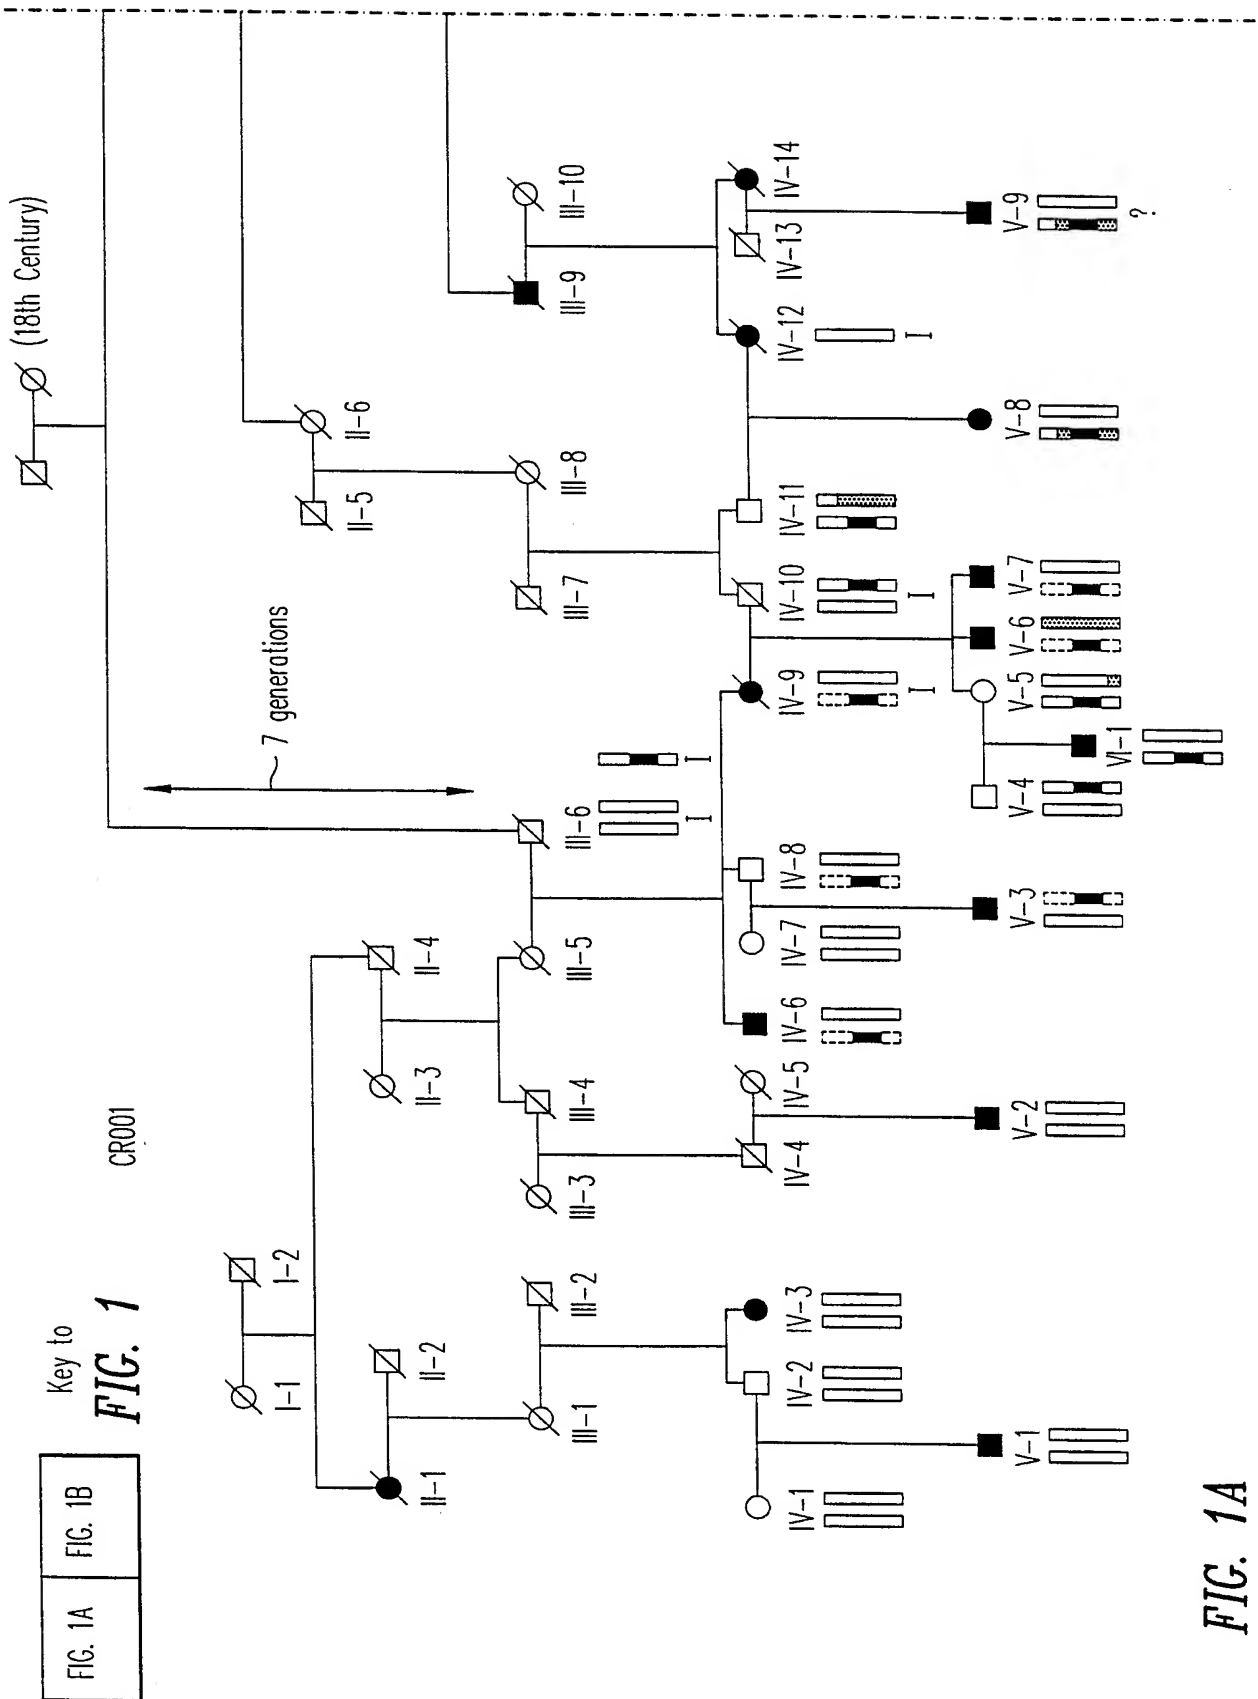 FIG. 1A FIG. 1B
Key to
FIG. 1
CR001
(18th Century)
7 generations
I-1 I-2
II-1 II-2 II-3 II-4 II-5 II-6
III-1 III-2 III-3 III-4 III-5 III-6 III-7 III-8 III-9 III-10
I I
IV-1 IV-2 IV-3 IV-4 IV-5 IV-6 IV-7 IV-8 IV-9 IV-10 IV-11 IV-12 IV-13 IV-14
I I I
V-1 V-2 V-3 V-4 VI-1 V-5 V-6 V-7 V-8 V-9
?
FIG. 1A